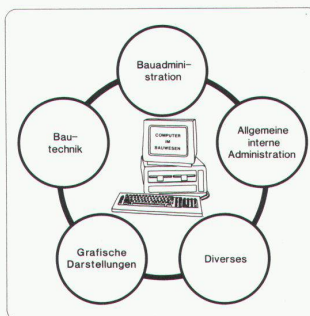 Bauadmini-
stration
Bau-
technik
COMPUTER
IM
BAUWESEN
Allgemeine
interne
Administration
Grafische
Darstellungen
Diverses